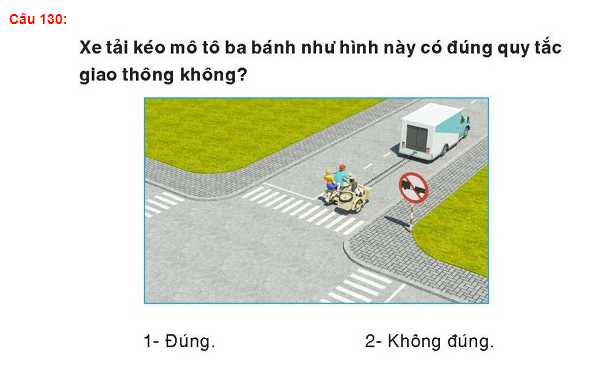 Câu 130:
Xe tải kéo mô tô ba bánh như hình này có đúng quy tắc
giao thông không?
1- Đúng.
2- Không đúng.